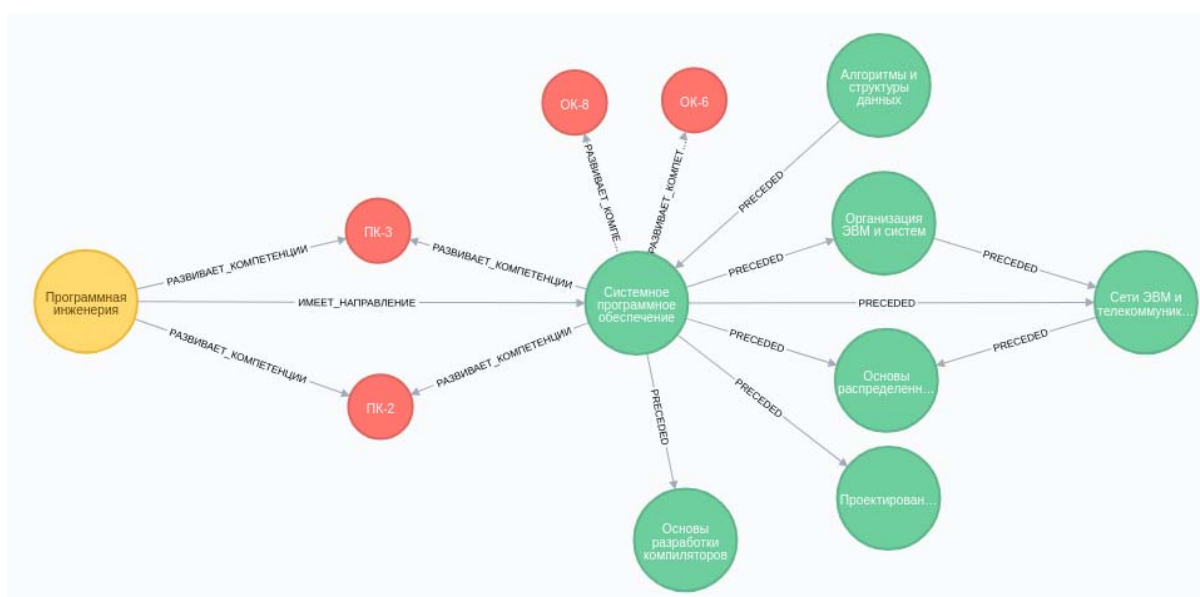 Алгоритмы и
структуры
данных
ОК-8
ОК-6
РАЗВИВАЕТ_КОМПЕ...
РАЗВИВАЕТ_КОМПЕТ...
PRECEDED
ПК-3
Организация
ЭВМ и систем
РАЗВИВАЕТ_КОМПЕТЕНЦИИ
РАЗВИВАЕТ_КОМПЕТЕНЦИИ
PRECEDED
PRECEDED
Программная
инженерия
ИМЕЕТ_НАПРАВЛЕНИЕ
Системное
программное
обеспечение
PRECEDED
Сети ЭВМ и
телекоммуник...
РАЗВИВАЕТ_КОМПЕТЕНЦИИ
РАЗВИВАЕТ_КОМПЕТЕНЦИИ
PRECEDED
PRECEDED
ПК-2
Основы
распределенн...
PRECEDED
PRECEDED
Проектирован...
Основы
разработки
компиляторов